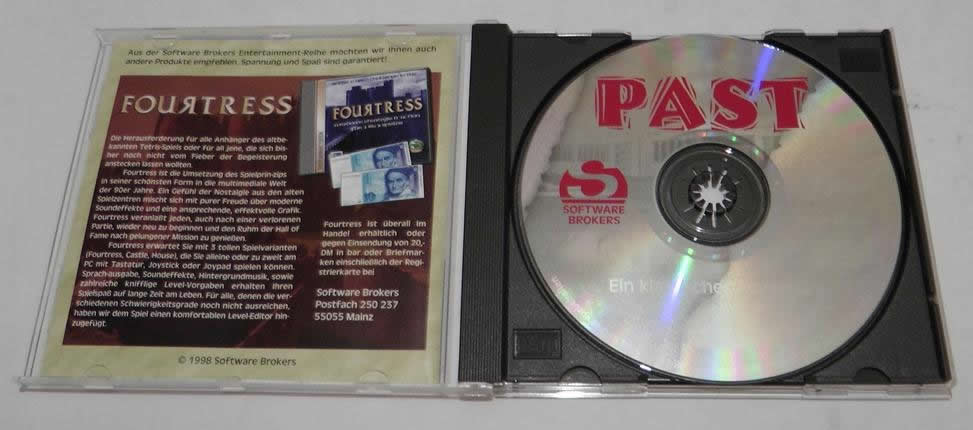 Aus der Software Brokers Entertainment-Reihe möchten wir Ihnen auch
andere Produkte empfehlen. Spannung und Spaß sind garantiert!
FOUЯTRESS
Die Herausforderung für alle Anhänger des altbe-
kannten Tetris-Spiels oder für all jene, die sich bis-
her noch nicht vom Fieber der Begeisterung
anstecken lassen wollten.
Fourtress ist die Umsetzung des Spielprin-zips
in seiner schönsten Form in die multimediale Welt
der 90er Jahre. Ein Gefühl der Nostalgie aus den alten
Spielzentren mischt sich mit purer Freude über moderne
Soundeffekte und eine ansprechende, effektvolle Grafik.
Fourtress veranlaßt jeden, auch nach einer verlorenen
Partie, wieder neu zu beginnen und den Ruhm der Hall of
Fame nach gelungener Mission zu genießen.
Fourtress erwartet Sie mit 3 tollen Spielvarianten
(Fourtress, Castle, House), die Sie alleine oder zu zweit am
PC mit Tastatur, Joystick oder Joypad spielen können.
Sprach-ausgabe, Soundeffekte, Hintergrundmusik, sowie
zahlreiche knifflige Level-Vorgaben erhalten Ihren
Spielspaß auf lange Zeit am Leben. Für alle, denen die ver-
schiedenen Schwierigkeitsgrade noch nicht ausreichen,
haben wir dem Spiel einen komfortablen Level-Editor hin-
zugefügt.
FOUЯTRESS
Fourtress ist überall im
Handel erhältlich oder
gegen Einsendung von 20,-
DM in bar oder Briefmar-
ken einschließlich der Regi-
strierkarte bei
Software Brokers
Postfach 250 237
55055 Mainz
© 1998 Software Brokers
PAST
SOFTWARE
BROKERS
Ein